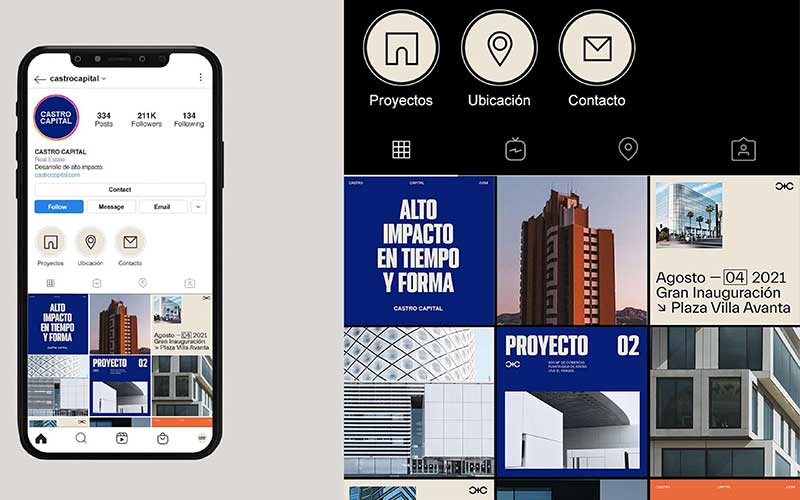 castrocapital
CASTRO
CAPITAL
334
Posts
211K
Followers
134
Following
CASTRO CAPITAL
Real Estate
Desarrollo de alto impacto.
castrocapital.com
Contact
Follow
Message
Email
Proyectos
Ubicación
Contacto
ALTO
IMPACTO
EN TIEMPO
Y FORMA
CASTRO CAPITAL
Agosto — 04 2021
Gran Inauguración
↘ Plaza Villa Avanta
PROYECTO 02
Proyectos
Ubicación
Contacto
CASTRO CAPITAL .COM
ALTO
IMPACTO
EN TIEMPO
Y FORMA
CASTRO CAPITAL
Agosto — 04 2021
Gran Inauguración
↘ Plaza Villa Avanta
PROYECTO 02